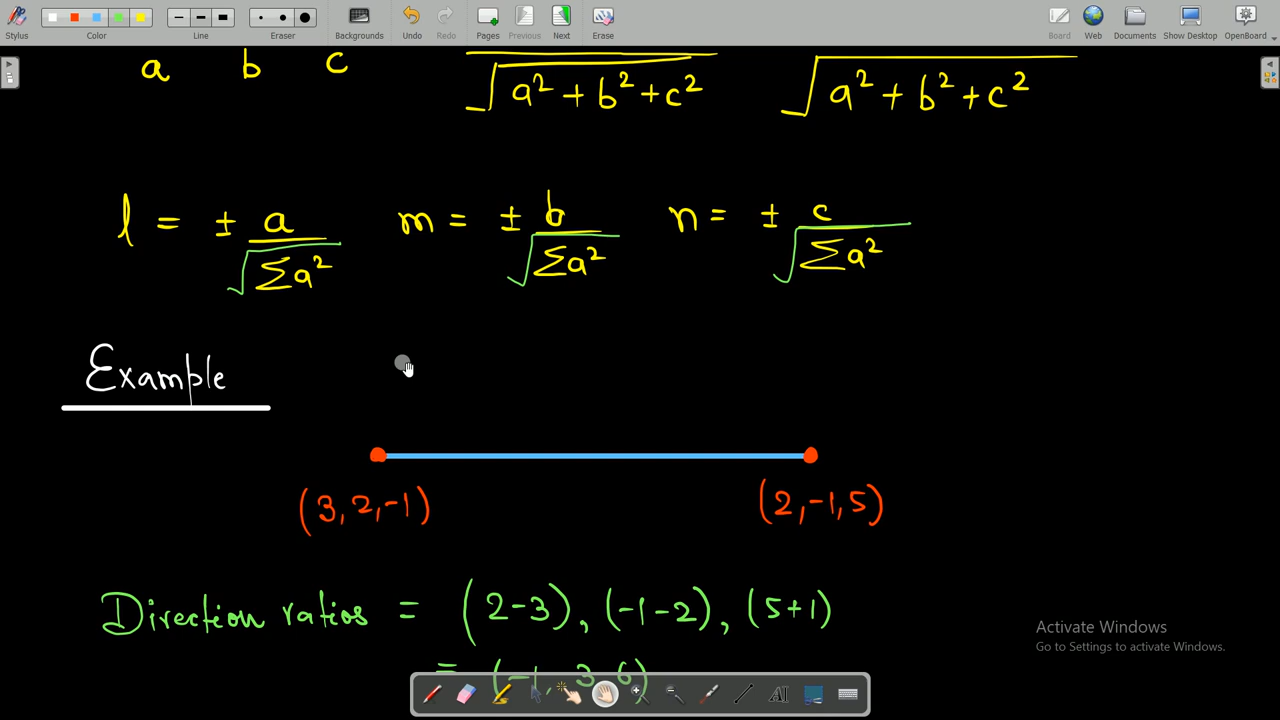 Stylus Color Line Eraser Backgrounds Undo Redo Pages Previous Next Erase Board Web Documents Show Desktop OpenBoard
a b c √a²+b²+c² √a²+b²+c²
l = ± a/√Σa² m = ± b/√Σa² n = ± c/√Σa²
Example
(3,2,-1) (2,-1,5)
Direction ratios = (2-3), (-1-2), (5+1)
Activate Windows
Go to Settings to activate Windows.